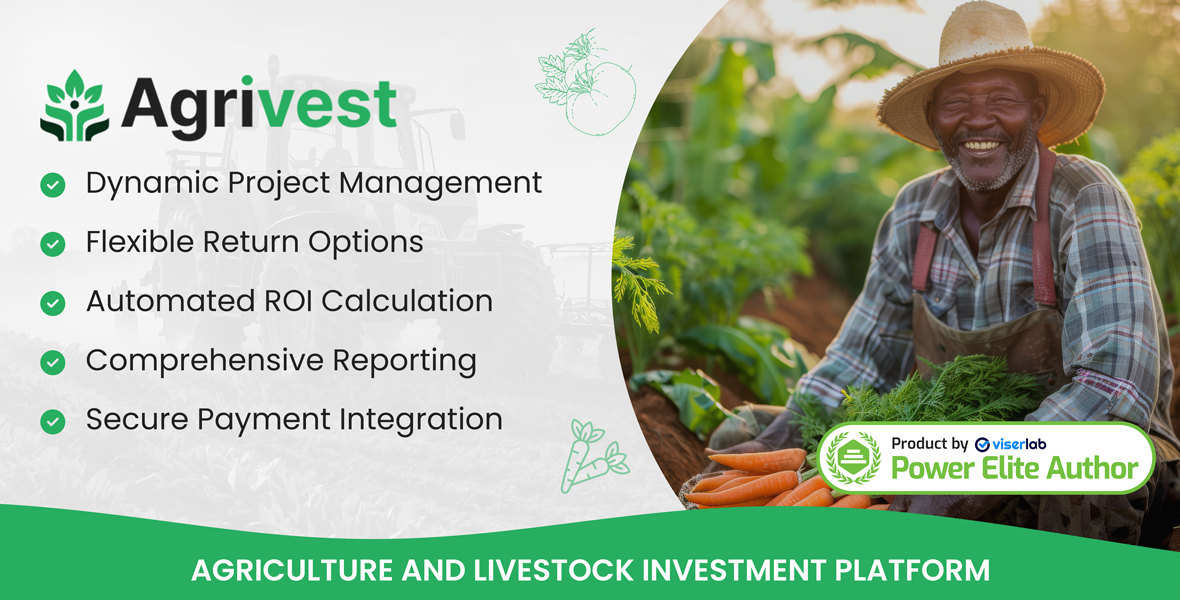 Agrivest
Dynamic Project Management
Flexible Return Options
Automated ROI Calculation
Comprehensive Reporting
Secure Payment Integration
Product by viserlab
Power Elite Author
AGRICULTURE AND LIVESTOCK INVESTMENT PLATFORM